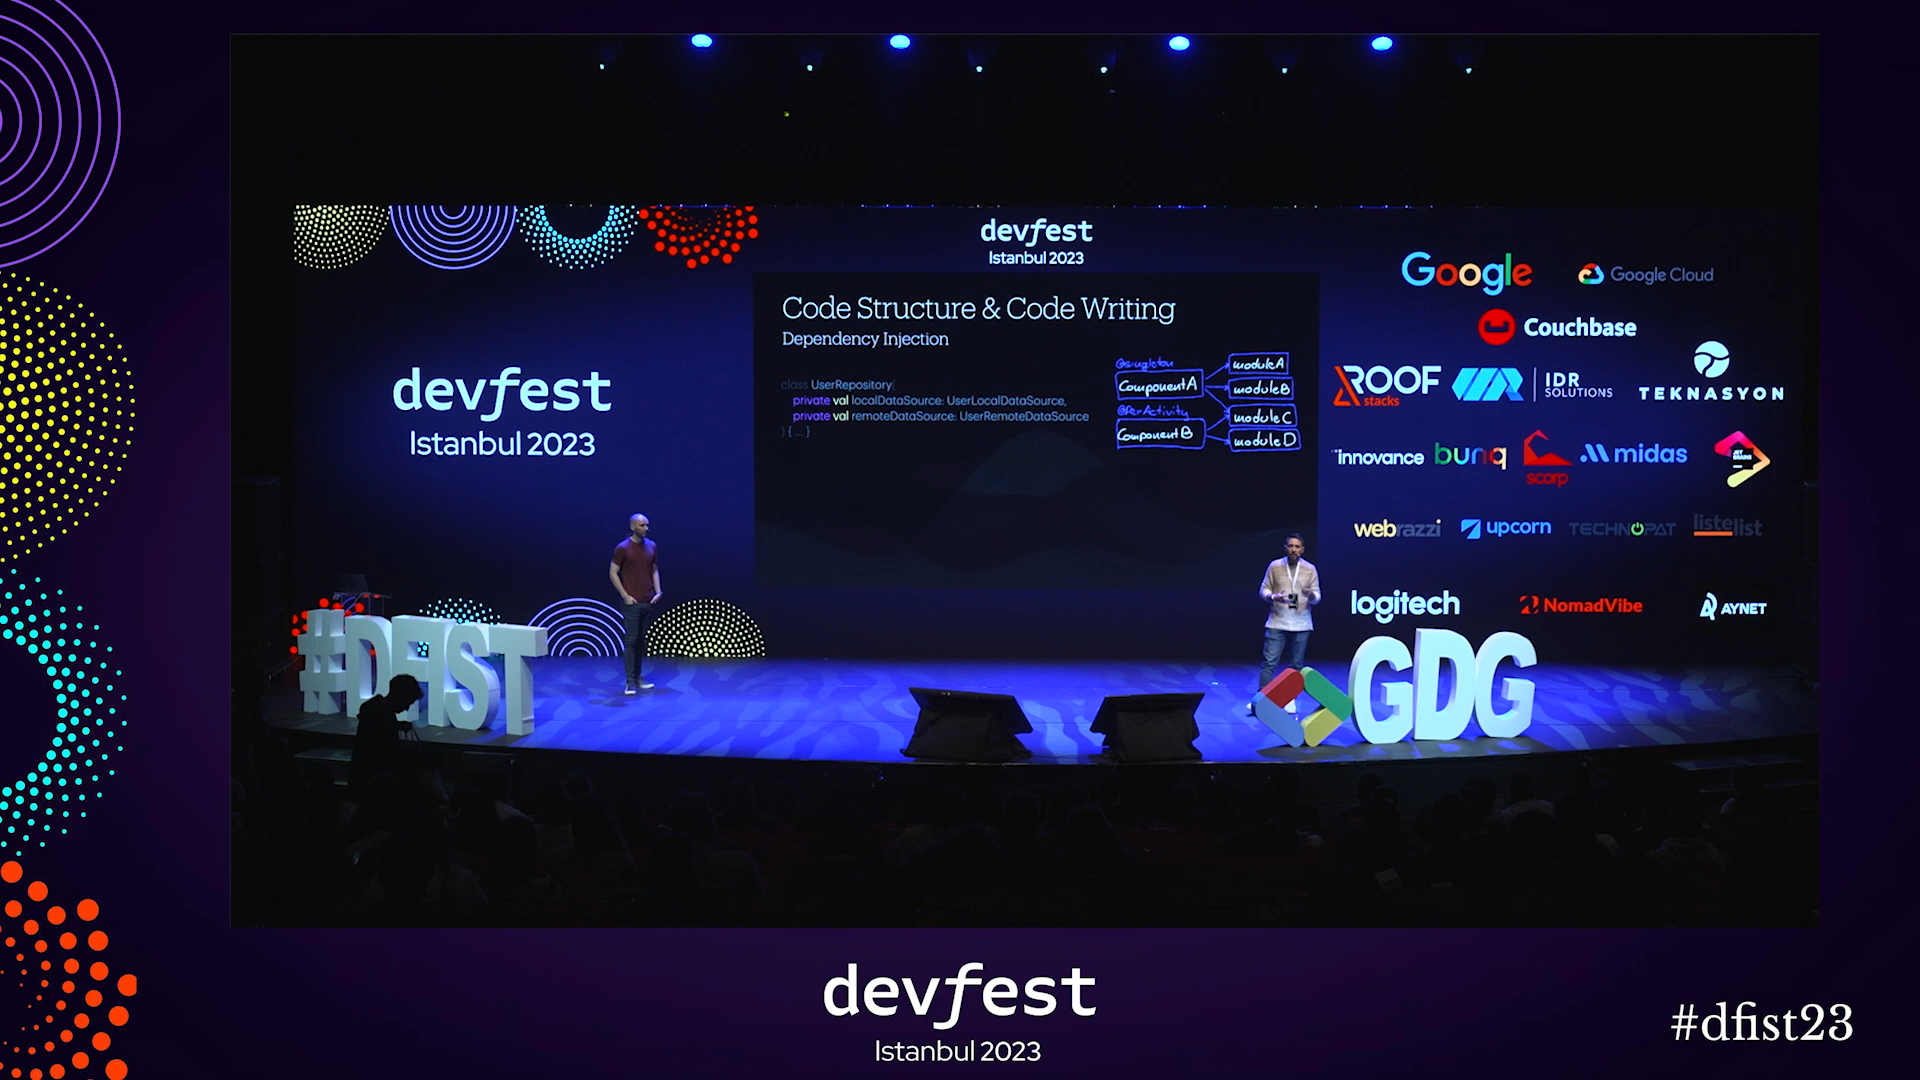 devfest
Istanbul 2023
devfest
Istanbul 2023
Code Structure & Code Writing
Dependency Injection
class UserRepository(
private val localDataSource: UserLocalDataSource,
private val remoteDataSource: UserRemoteDataSource
) { ... }
@singleton
ComponentA
@PerActivity
ComponentB
moduleA
moduleB
moduleC
moduleD
Google
Google Cloud
Couchbase
ROOF
stacks
IDR
SOLUTIONS
TEKNASYON
innovance
bunq
scorp
midas
JET
BRAINS
webrazzi
upcorn
TECHNOPAT
listelist
logitech
NomadVibe
AYNET
#DFIST
GDG
devfest
Istanbul 2023
#dfist23